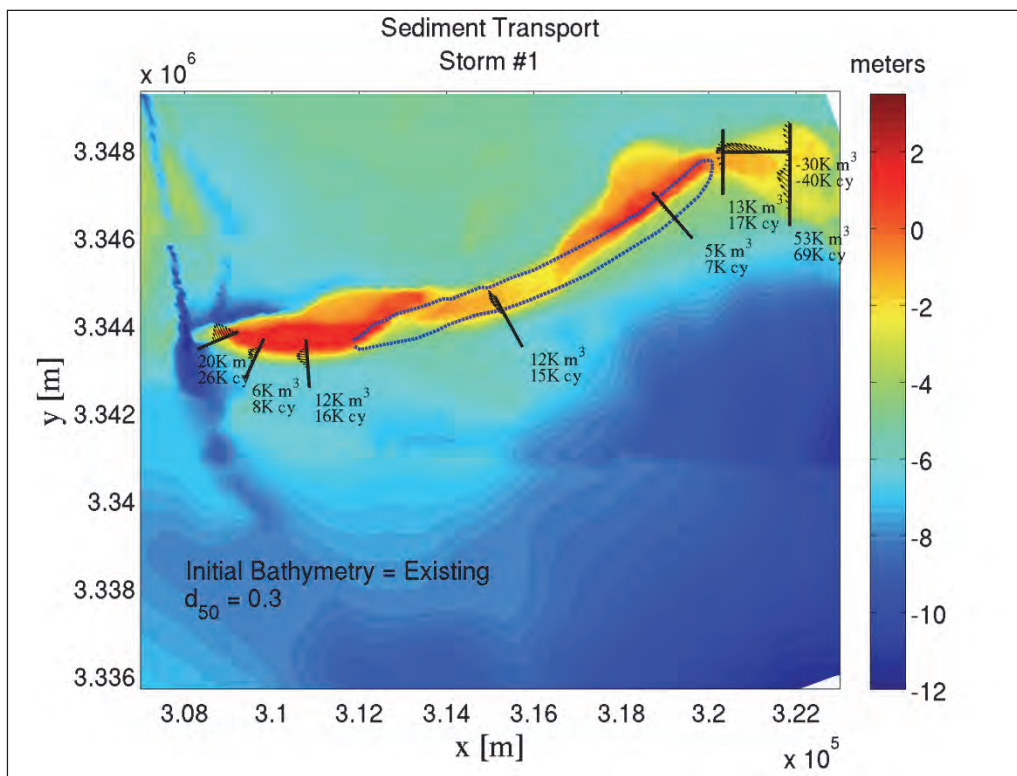 Sediment Transport
Storm #1
x 10⁶
meters
3.348
3.346
3.344
3.342
3.34
3.338
3.336
y [m]
-30K m³
-40K cy
13K m³
17K cy
53K m³
69K cy
5K m³
7K cy
12K m³
15K cy
20K m³
26K cy
6K m³
8K cy
12K m³
16K cy
Initial Bathymetry = Existing
d₅₀ = 0.3
3.08 3.1 3.12 3.14 3.16 3.18 3.2 3.22
x [m]
x 10⁵
2
0
-2
-4
-6
-8
-10
-12